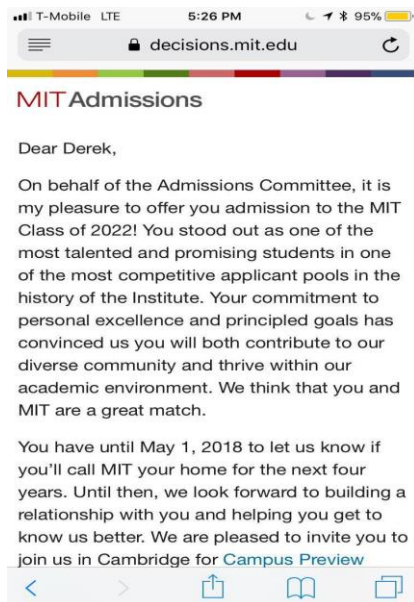 T-Mobile LTE 5:26 PM 95%
decisions.mit.edu
MIT Admissions
Dear Derek,
On behalf of the Admissions Committee, it is
my pleasure to offer you admission to the MIT
Class of 2022! You stood out as one of the
most talented and promising students in one
of the most competitive applicant pools in the
history of the Institute. Your commitment to
personal excellence and principled goals has
convinced us you will both contribute to our
diverse community and thrive within our
academic environment. We think that you and
MIT are a great match.
You have until May 1, 2018 to let us know if
you'll call MIT your home for the next four
years. Until then, we look forward to building a
relationship with you and helping you get to
know us better. We are pleased to invite you to
join us in Cambridge for Campus Preview